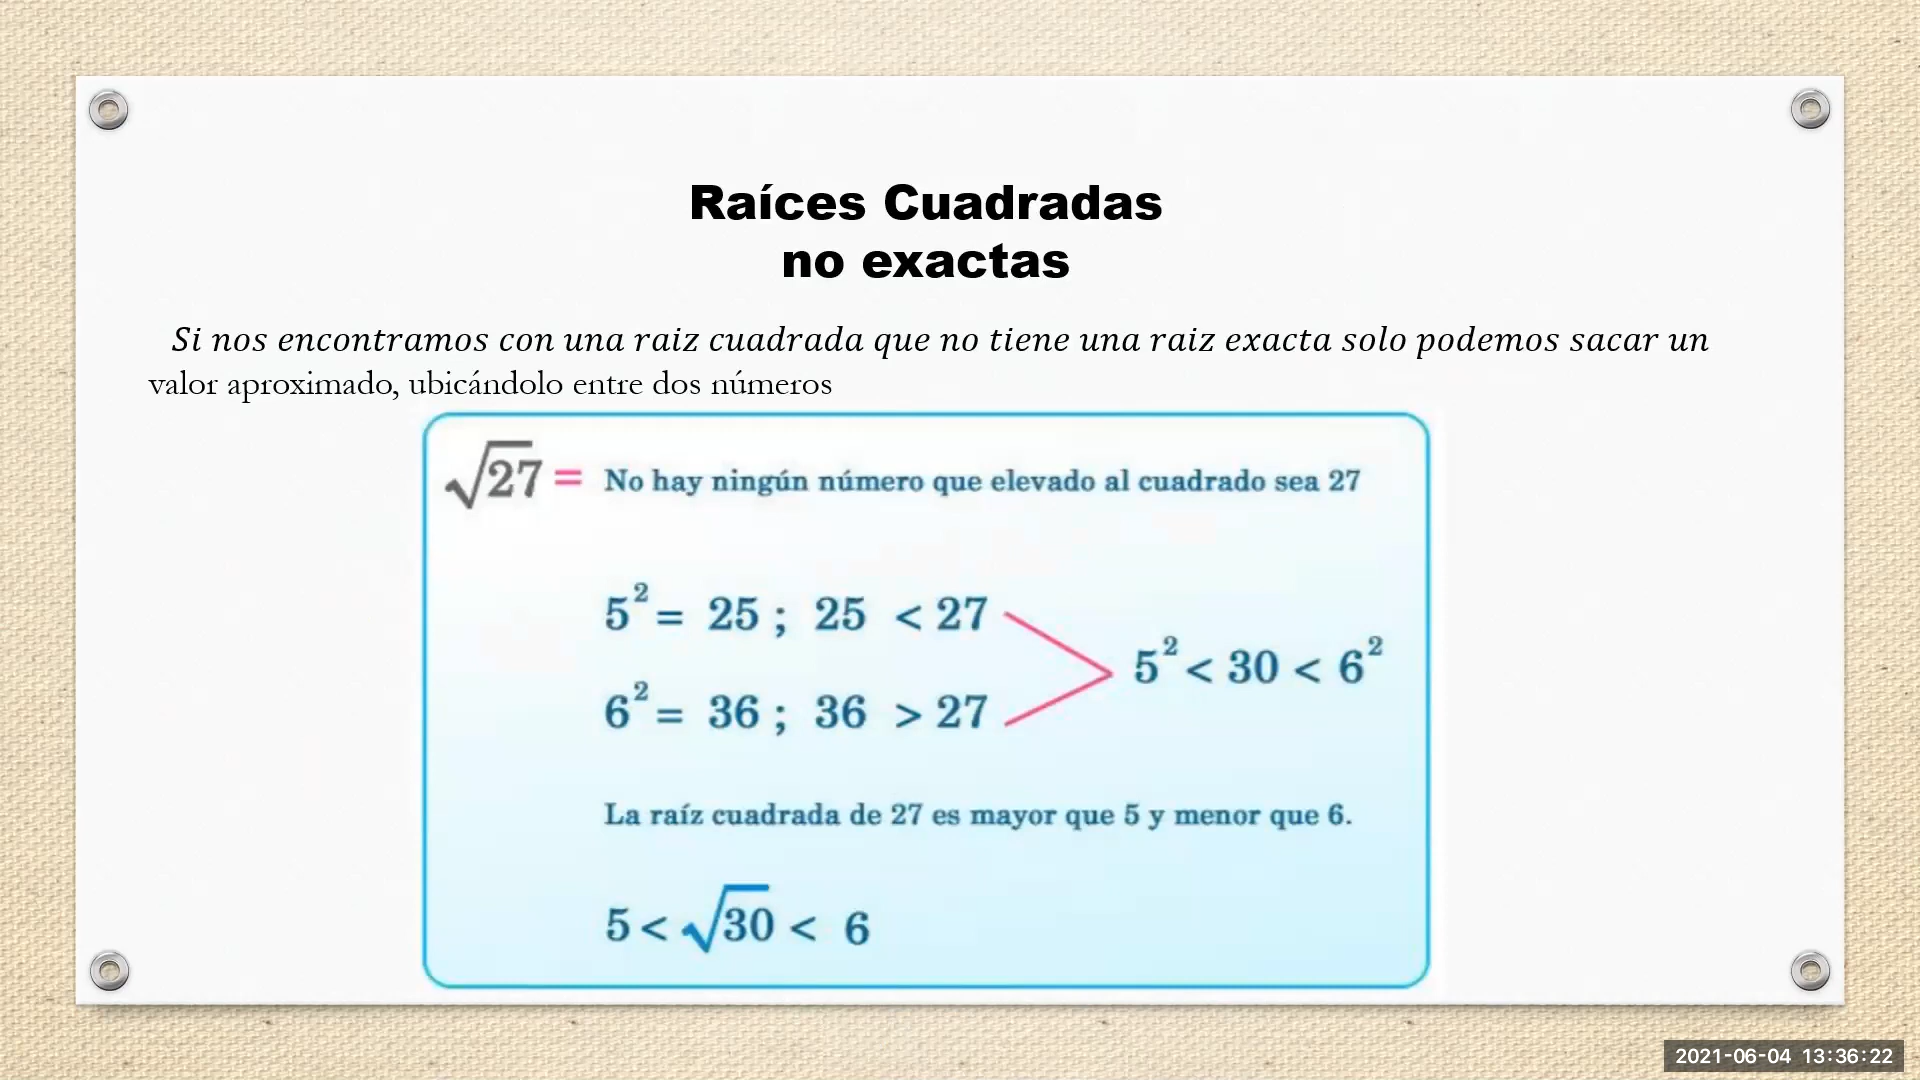 Raíces Cuadradas
no exactas
Si nos encontramos con una raiz cuadrada que no tiene una raiz exacta solo podemos sacar un
valor aproximado, ubicándolo entre dos números
√27 = No hay ningún número que elevado al cuadrado sea 27
5² = 25 ; 25 < 27
5² < 30 < 6²
6² = 36 ; 36 > 27
La raíz cuadrada de 27 es mayor que 5 y menor que 6.
5 < √30 < 6
2021-06-04 13:36:22